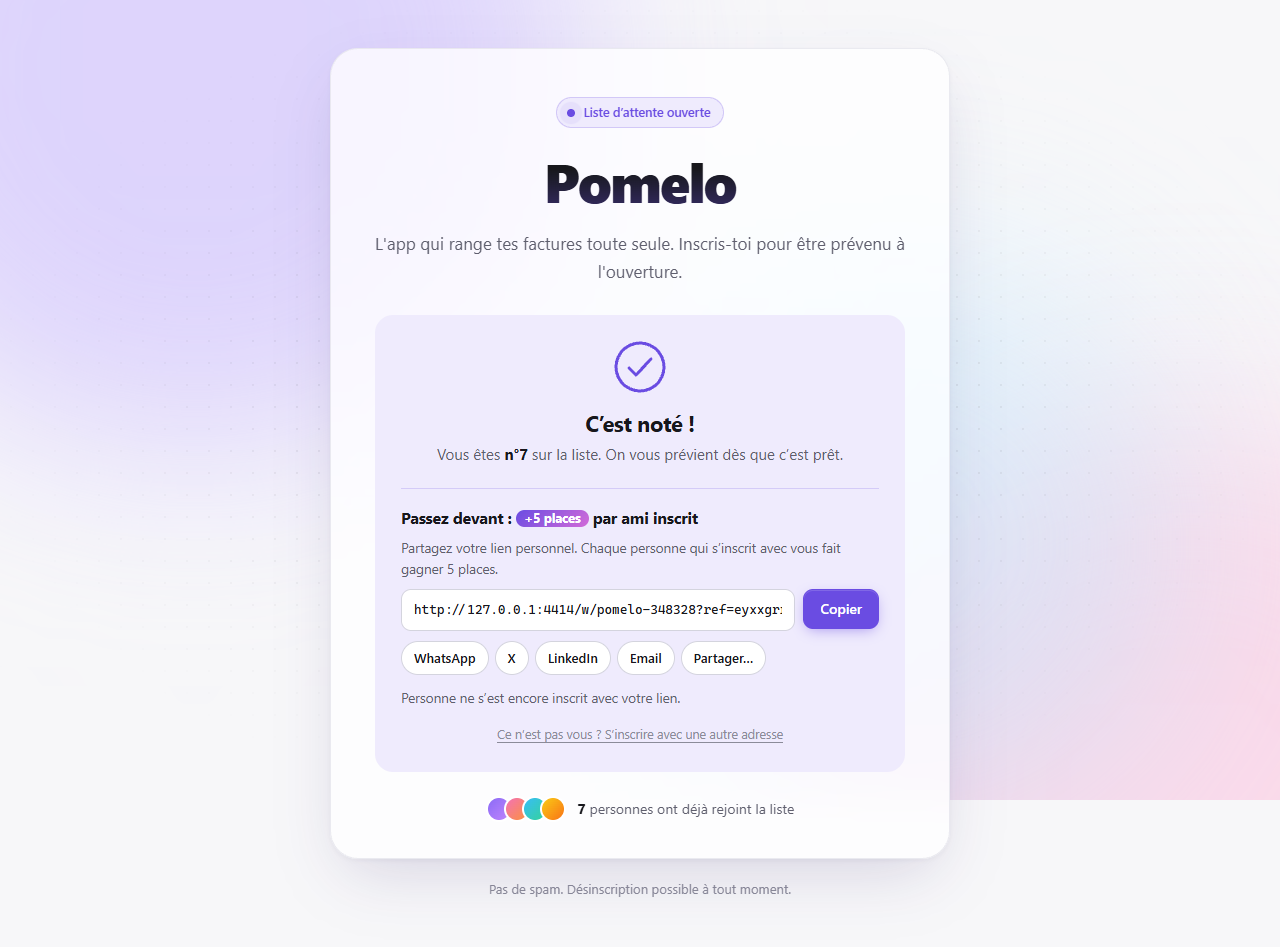 Liste d’attente ouverte
Pomelo
L'app qui range tes factures toute seule. Inscris-toi pour être prévenu à
l'ouverture.
C’est noté !
Vous êtes n°7 sur la liste. On vous prévient dès que c’est prêt.
Passez devant : +5 places par ami inscrit
Partagez votre lien personnel. Chaque personne qui s’inscrit avec vous fait
gagner 5 places.
http://127.0.0.1:4414/w/pomelo-348328?ref=eyxxgr
Copier
WhatsApp X LinkedIn Email Partager…
Personne ne s’est encore inscrit avec votre lien.
Ce n’est pas vous ? S’inscrire avec une autre adresse
7 personnes ont déjà rejoint la liste
Pas de spam. Désinscription possible à tout moment.